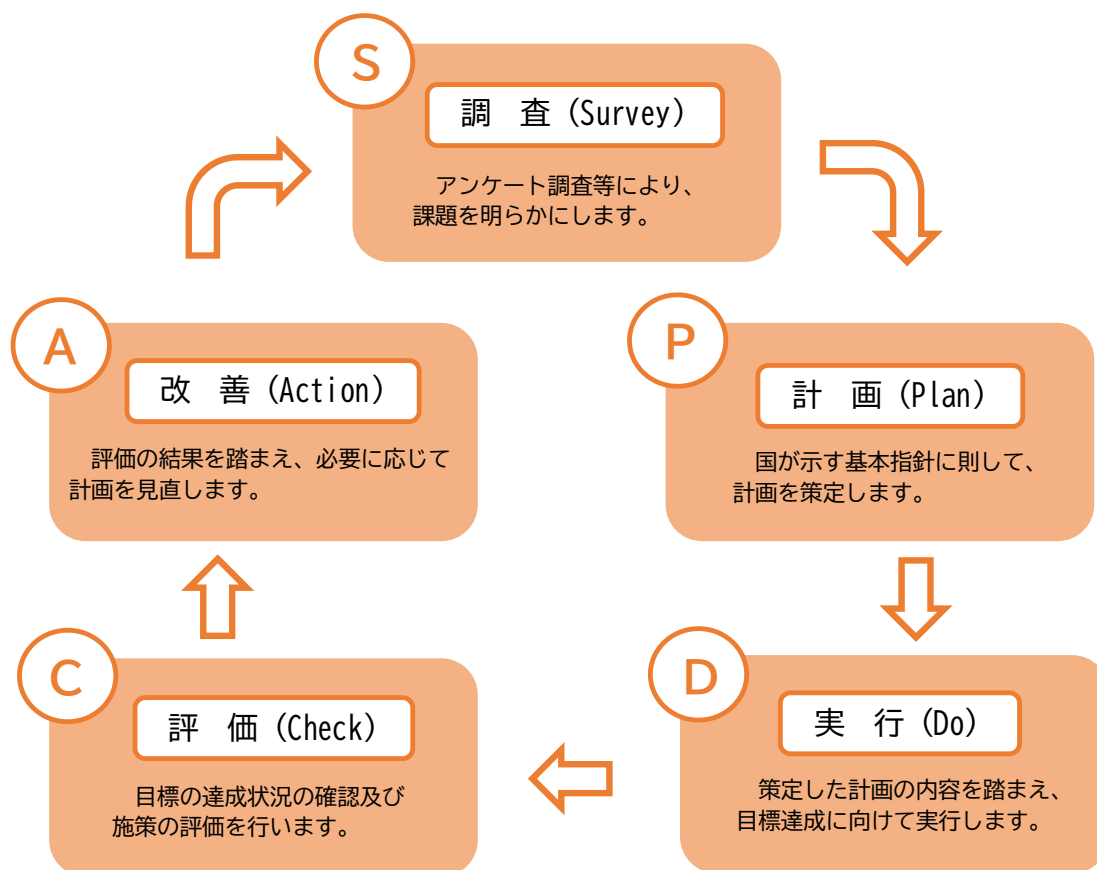 S
調　査（Survey）
アンケート調査等により、
課題を明らかにします。
P
計　画（Plan）
国が示す基本指針に則して、
計画を策定します。
D
実　行（Do）
策定した計画の内容を踏まえ、
目標達成に向けて実行します。
C
評　価（Check）
目標の達成状況の確認及び
施策の評価を行います。
A
改　善（Action）
評価の結果を踏まえ、必要に応じて
計画を見直します。